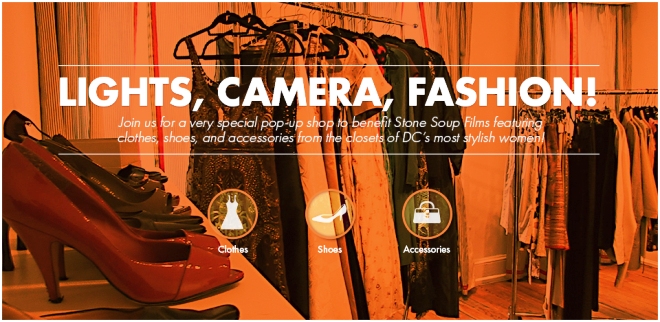 LIGHTS, CAMERA, FASHION!
Join us for a very special pop-up shop to benefit Stone Soup Films featuring
clothes, shoes, and accessories from the closets of DC's most stylish women!
Clothes Shoes Accessories